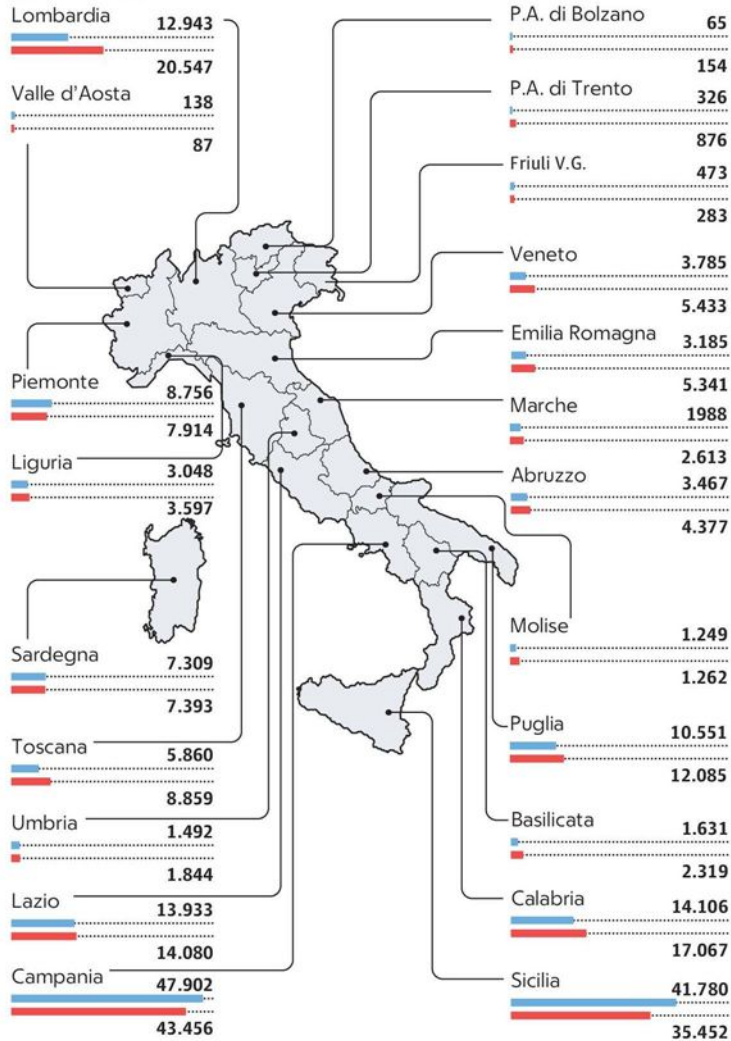 Lombardia
12.943
20.547
Valle d'Aosta
138
87
Piemonte
8.756
7.914
Liguria
3.048
3.597
Sardegna
7.309
7.393
Toscana
5.860
8.859
Umbria
1.492
1.844
Lazio
13.933
14.080
Campania
47.902
43.456
P.A. di Bolzano
65
154
P.A. di Trento
326
876
Friuli V.G.
473
283
Veneto
3.785
5.433
Emilia Romagna
3.185
5.341
Marche
1988
2.613
Abruzzo
3.467
4.377
Molise
1.249
1.262
Puglia
10.551
12.085
Basilicata
1.631
2.319
Calabria
14.106
17.067
Sicilia
41.780
35.452